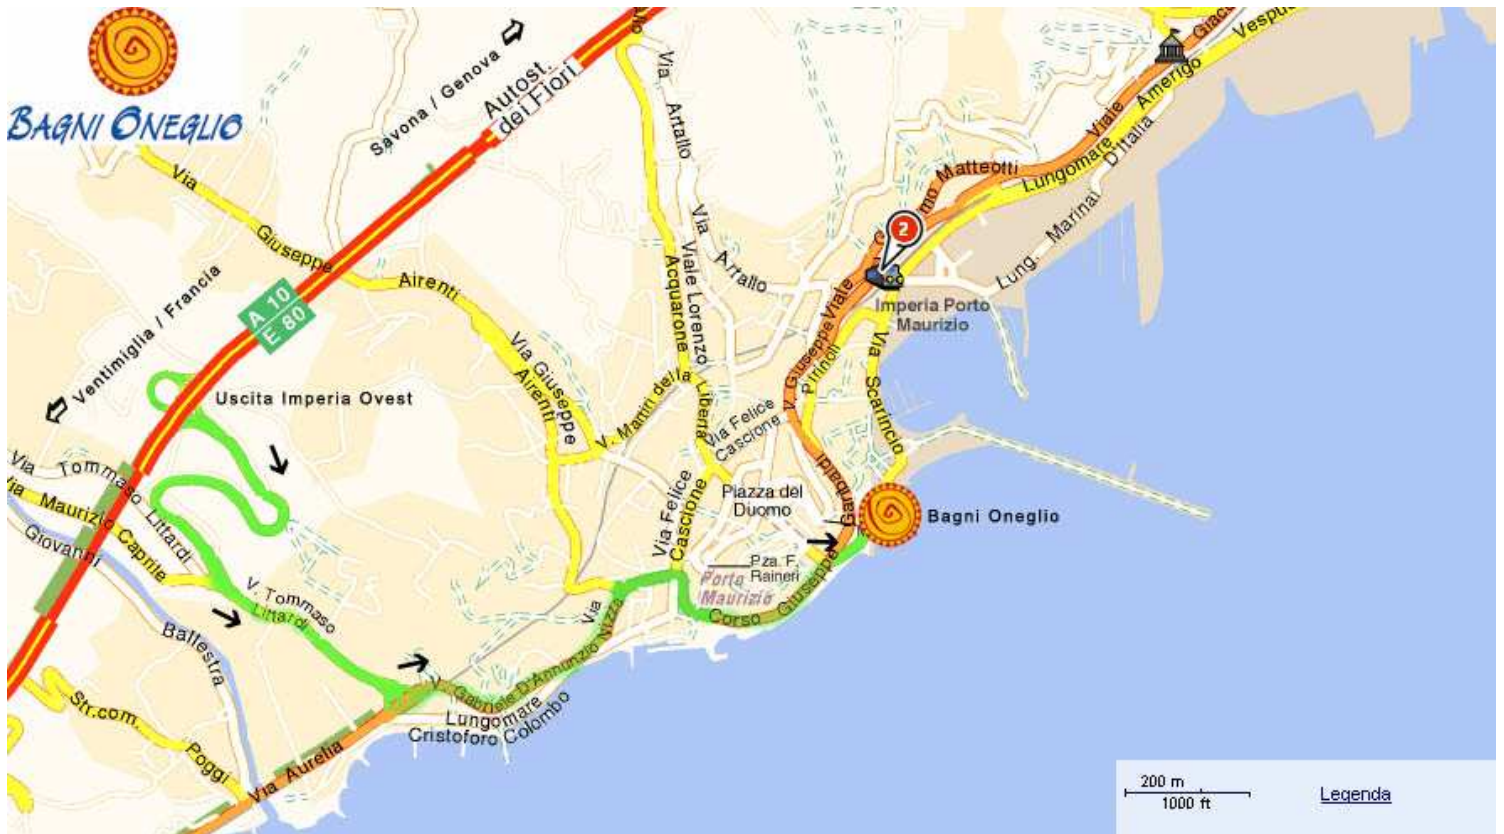 BAGNI ONEGLIO
Savona / Genova
Autost.
dei Fiori
Via
Artallo
Via
Artallo
Viale Lorenzo
Acquarone
Via
Giuseppe
Airenti
Via Giuseppe
Airenti
V. Martiri della
Liberta
A 10
E 80
Ventimiglia / Francia
Uscita Imperia Ovest
Via
Tommaso
Littardi
Via Maurizio
Caprile
Giovanni
Ballestra
V. Tommaso
Littardi
Str.com.
Poggi
Via Aurelia
V. Gabriele D'Annunzio
Lungomare
Cristoforo Colombo
Via
Nizza
Via Felice
Cascione
Via Felice
Cascione
Piazza del
Duomo
Pza. F.
Raineri
Porto
Maurizio
Corso
Giuseppe
Garibaldi
V. Giuseppe
Pirinoli
Viale
Matteotti
2
Imperia Porto
Maurizio
Via
Scarincio
Bagni Oneglio
Lung.
Marinai
D'Italia
Lungomare
Amerigo
Viale
200 m
1000 ft
Legenda